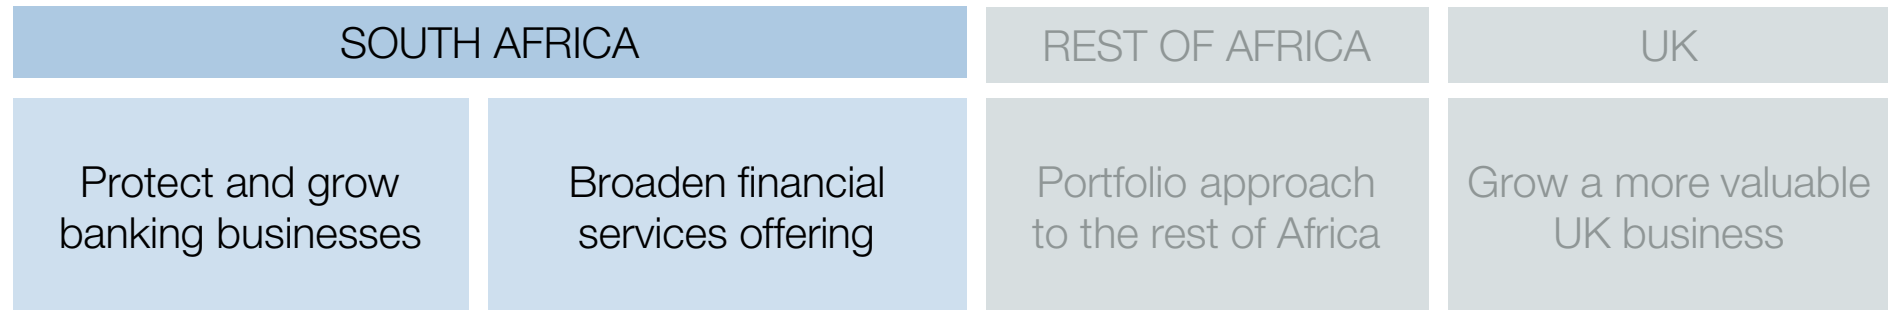 SOUTH AFRICA
REST OF AFRICA
UK
Protect and grow
banking businesses
Broaden financial
services offering
Portfolio approach
to the rest of Africa
Grow a more valuable
UK business